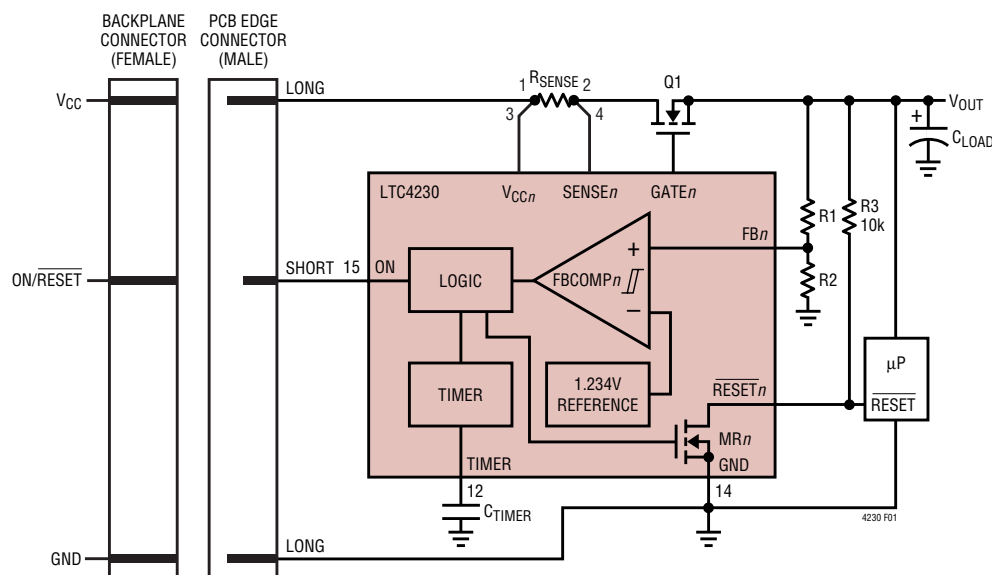 BACKPLANE
CONNECTOR
(FEMALE)
PCB EDGE
CONNECTOR
(MALE)
LONG
1
RSENSE
2
Q1
VCC
3
4
VOUT
+
CLOAD
LTC4230
VCCn
SENSEn
GATEn
R1
R3
10k
FBn
+
SHORT
15
ON
ON/RESET
LOGIC
FBCOMPn
R2
–
µP
TIMER
1.234V
REFERENCE
RESETn
RESET
MRn
TIMER
GND
12
14
CTIMER
4230 F01
LONG
GND